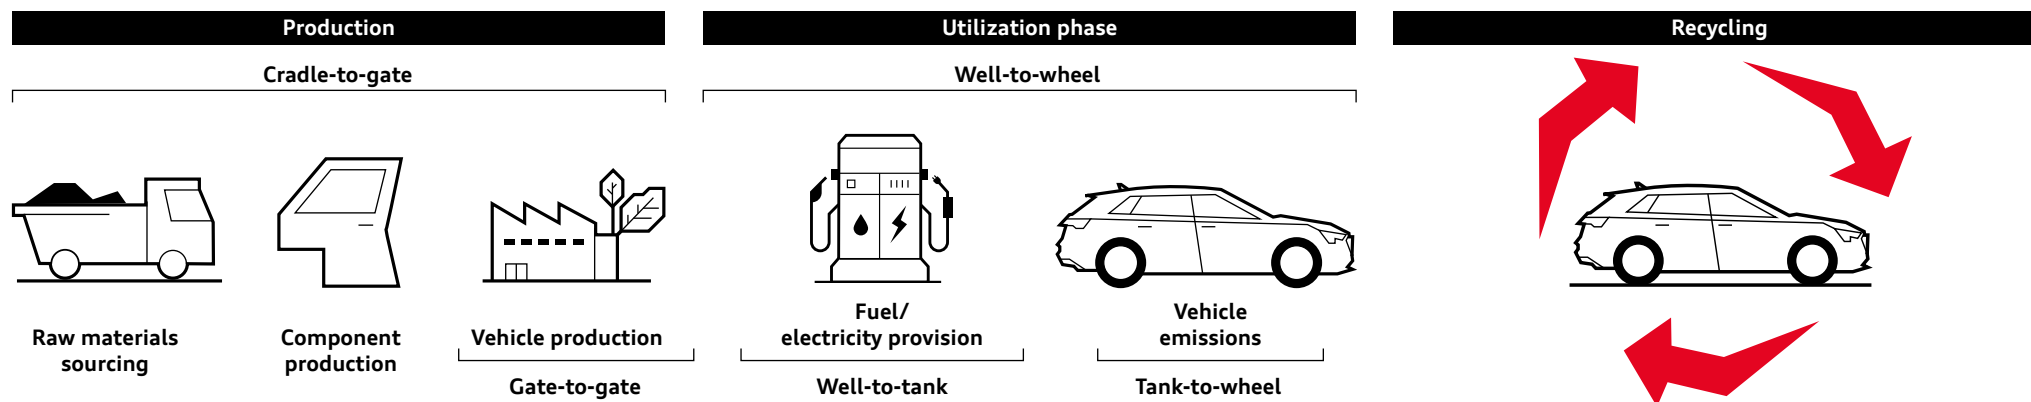 Production
Cradle-to-gate
Raw materials
sourcing
Component
production
Vehicle production
Gate-to-gate
Utilization phase
Well-to-wheel
Fuel/
electricity provision
Well-to-tank
Vehicle
emissions
Tank-to-wheel
Recycling